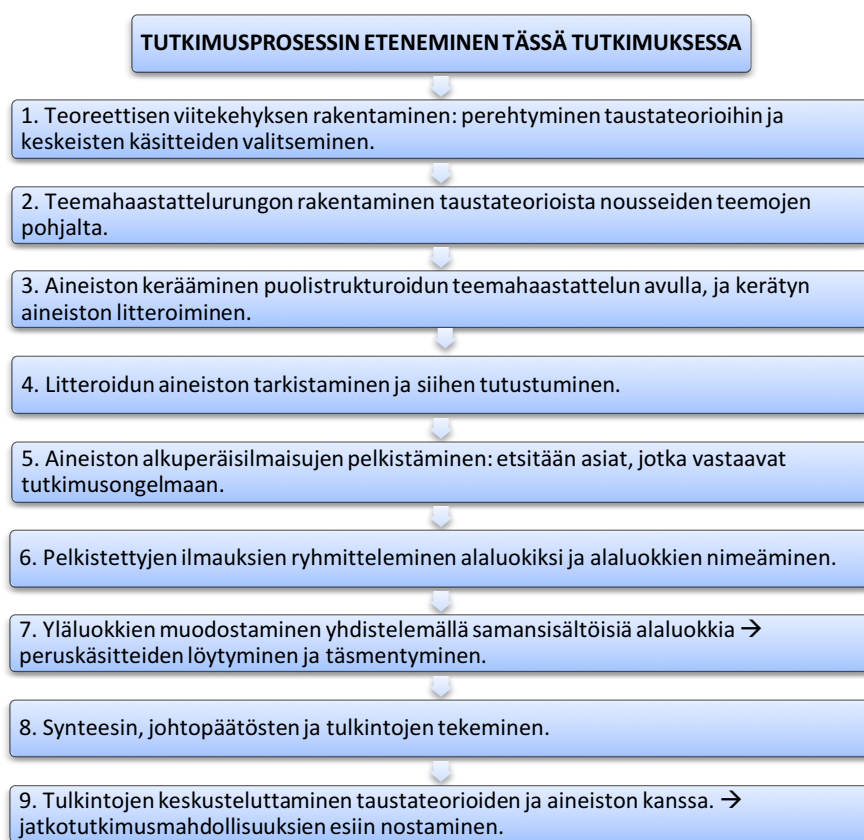 TUTKIMUSPROSESSIN ETENEMINEN TÄSSÄ TUTKIMUKSESSA
1. Teoreettisen viitekehyksen rakentaminen: perehtyminen taustateorioihin ja
keskeisten käsitteiden valitseminen.
2. Teemahaastattelurungon rakentaminen taustateorioista nousseiden teemojen
pohjalta.
3. Aineiston kerääminen puolistrukturoidun teemahaastattelun avulla, ja kerätyn
aineiston litteroiminen.
4. Litteroidun aineiston tarkistaminen ja siihen tutustuminen.
5. Aineiston alkuperäisilmaisujen pelkistäminen: etsitään asiat, jotka vastaavat
tutkimusongelmaan.
6. Pelkistettyjen ilmauksien ryhmitteleminen alaluokiksi ja alaluokkien nimeäminen.
7. Yläluokkien muodostaminen yhdistelemällä samansisältöisiä alaluokkia →
peruskäsitteiden löytyminen ja täsmentyminen.
8. Synteesin, johtopäätösten ja tulkintojen tekeminen.
9. Tulkintojen keskusteluttaminen taustateorioiden ja aineiston kanssa. →
jatkotutkimusmahdollisuuksien esiin nostaminen.